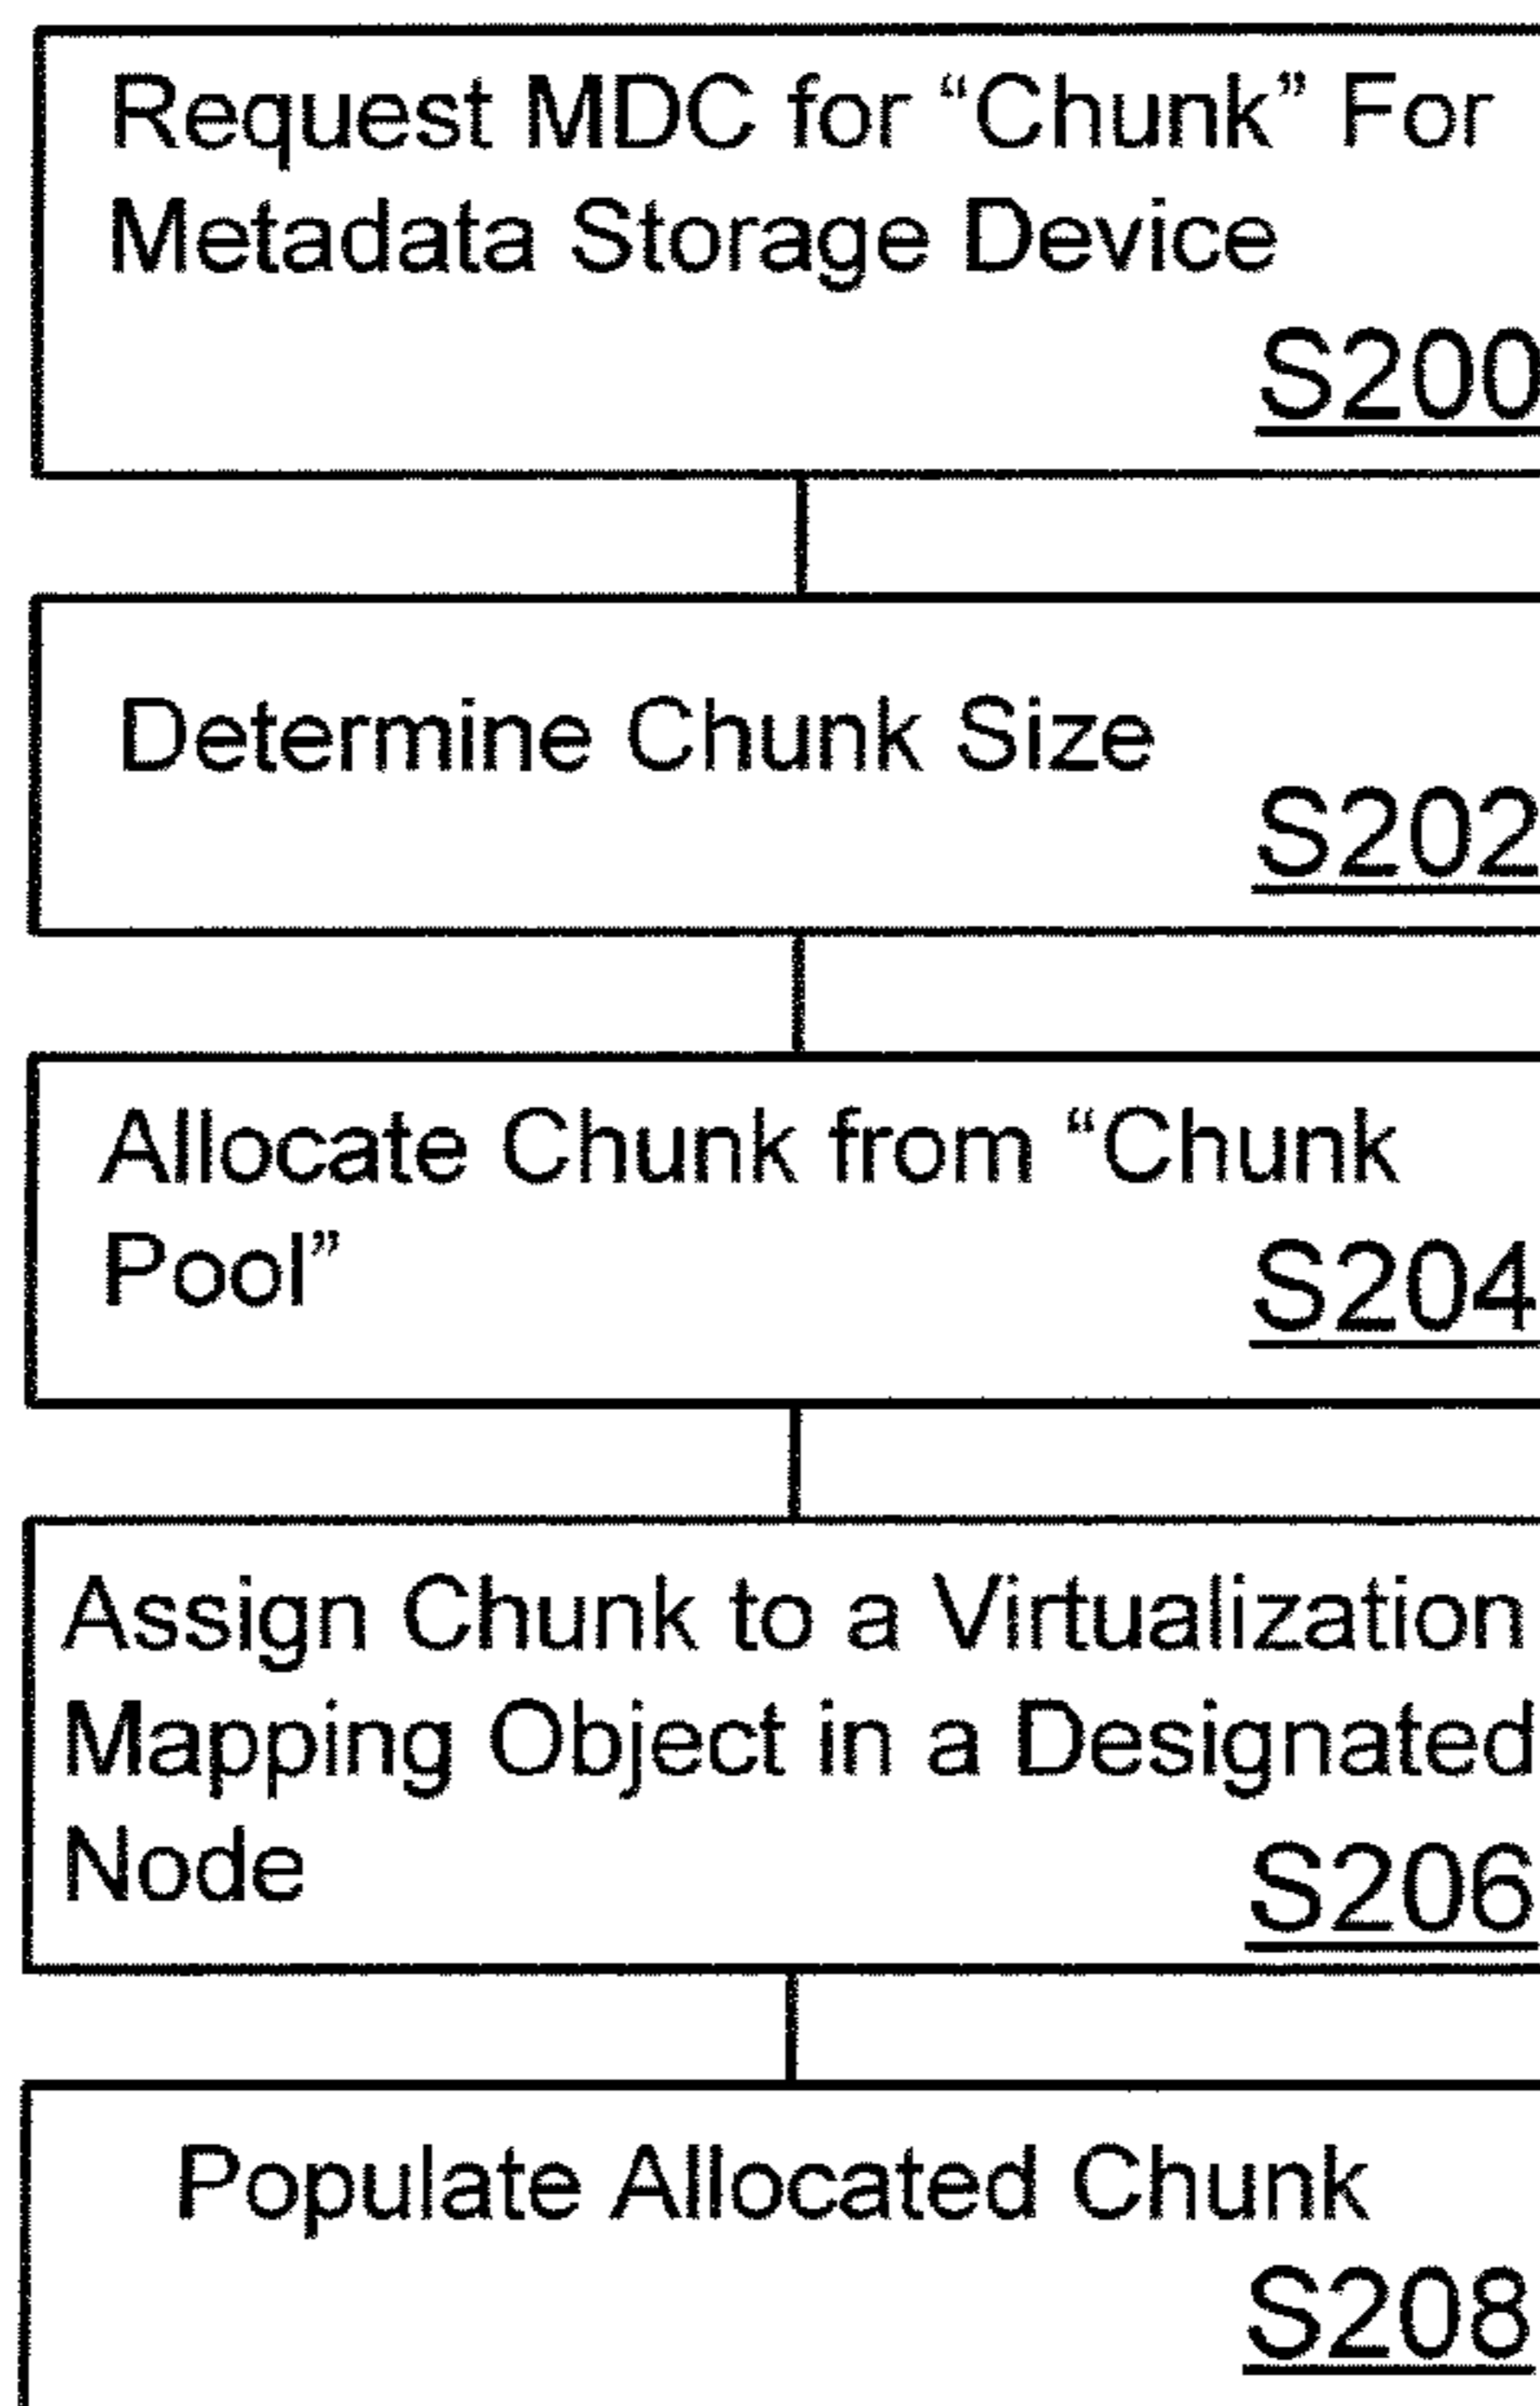 Request MDC for “Chunk” For
Metadata Storage Device
S200
Determine Chunk Size
S202
Allocate Chunk from “Chunk
Pool”
S204
Assign Chunk to a Virtualization
Mapping Object in a Designated
Node
S206
Populate Allocated Chunk
S208